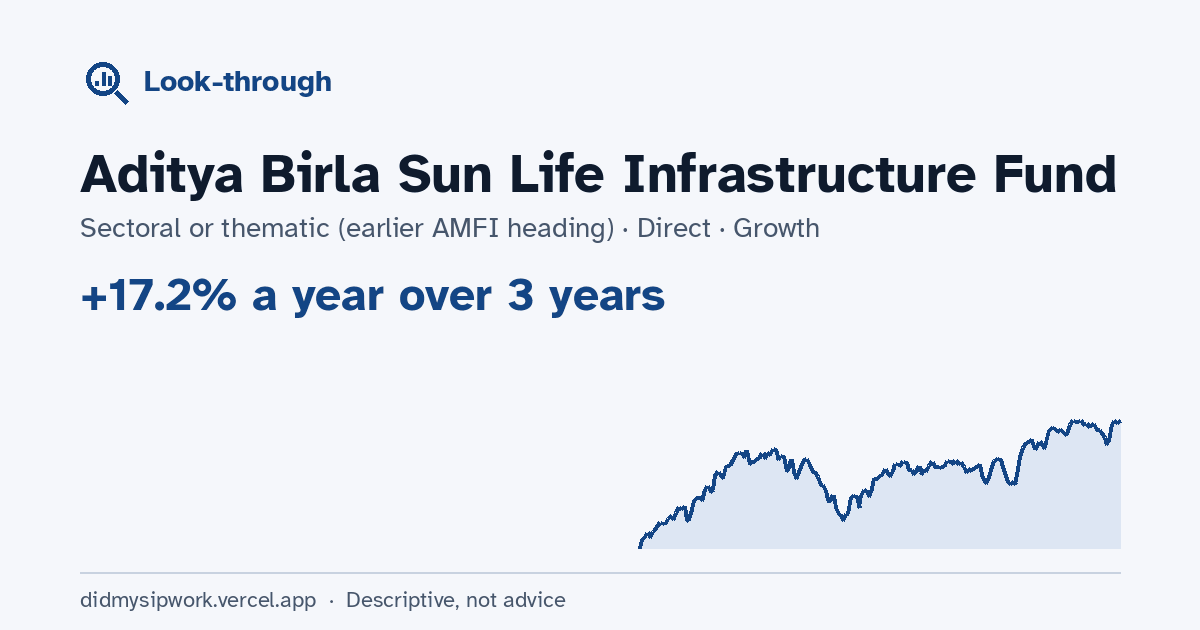 Look-through
Aditya Birla Sun Life Infrastructure Fund
Sectoral or thematic (earlier AMFI heading) · Direct · Growth
+17.2% a year over 3 years
didmysipwork.vercel.app · Descriptive, not advice